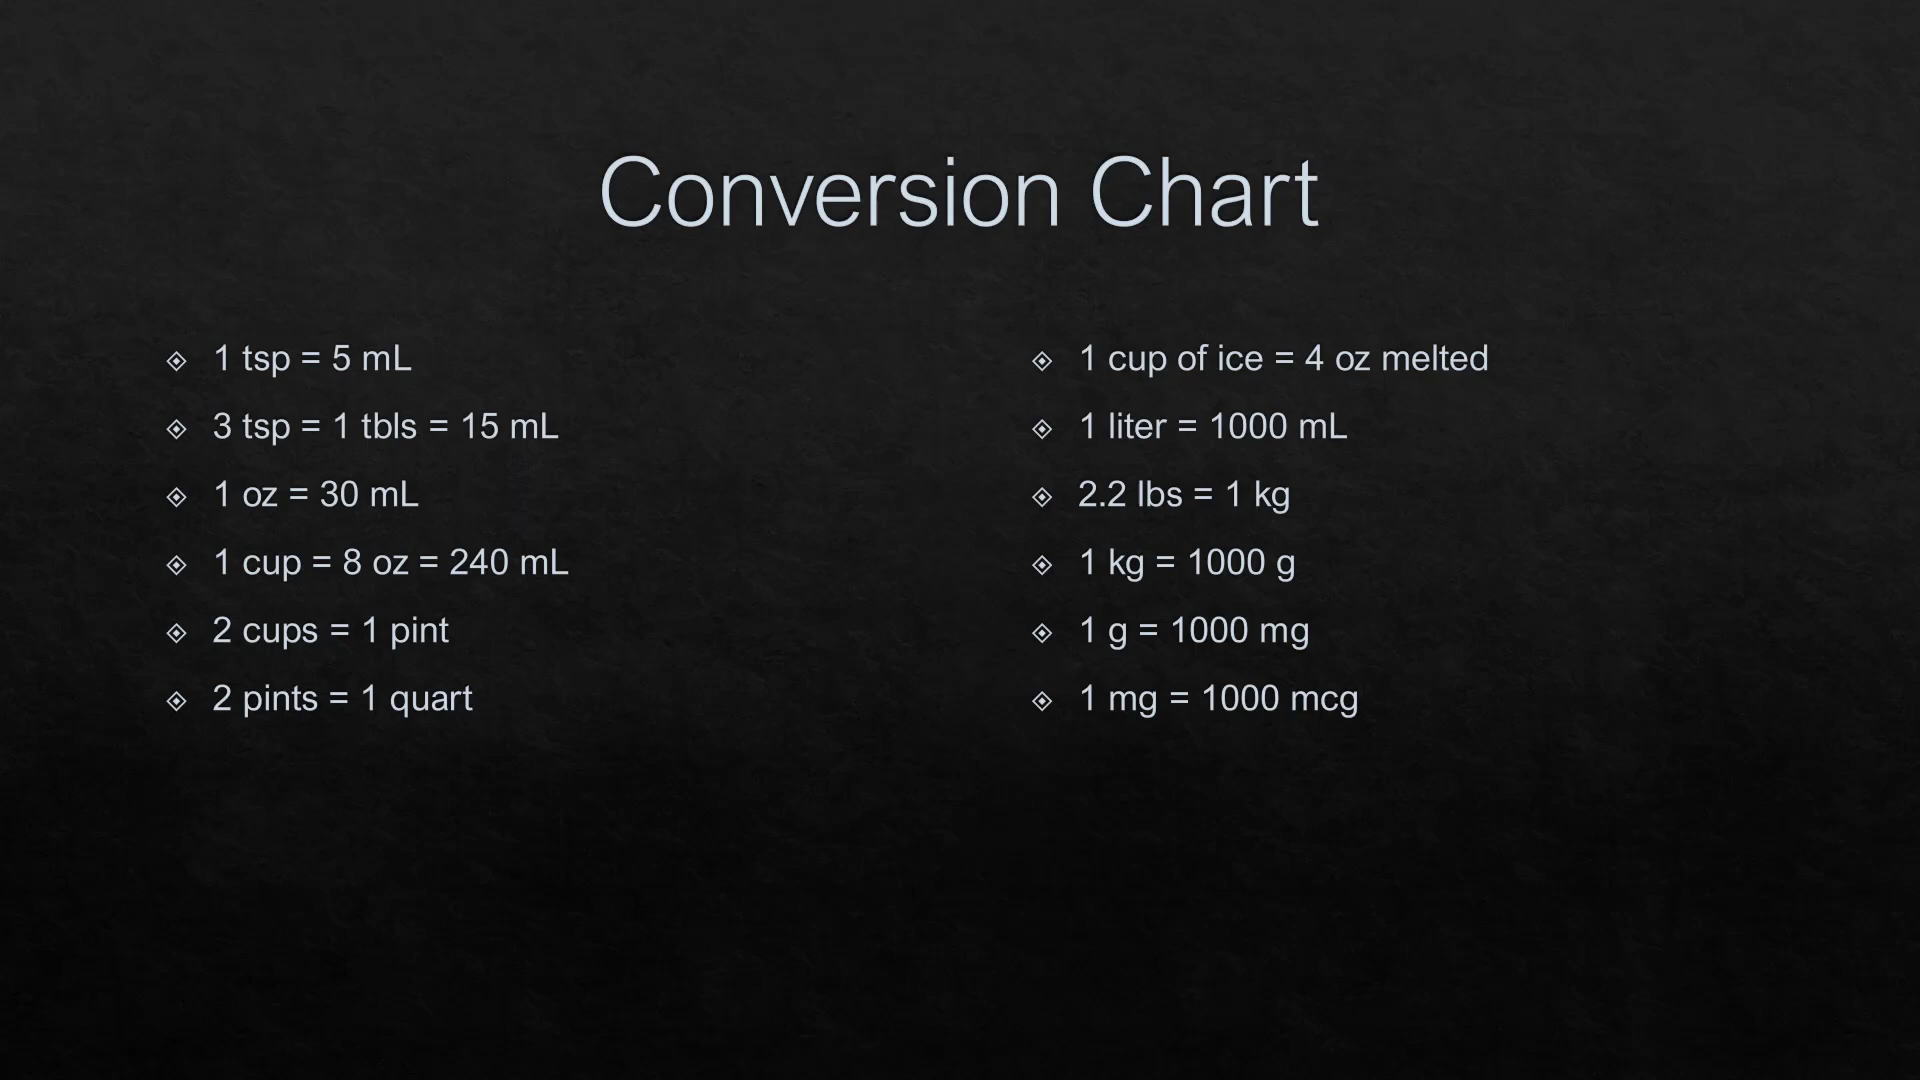 Conversion Chart
1 tsp = 5 mL
3 tsp = 1 tbls = 15 mL
1 oz = 30 mL
1 cup = 8 oz = 240 mL
2 cups = 1 pint
2 pints = 1 quart
1 cup of ice = 4 oz melted
1 liter = 1000 mL
2.2 lbs = 1 kg
1 kg = 1000 g
1 g = 1000 mg
1 mg = 1000 mcg